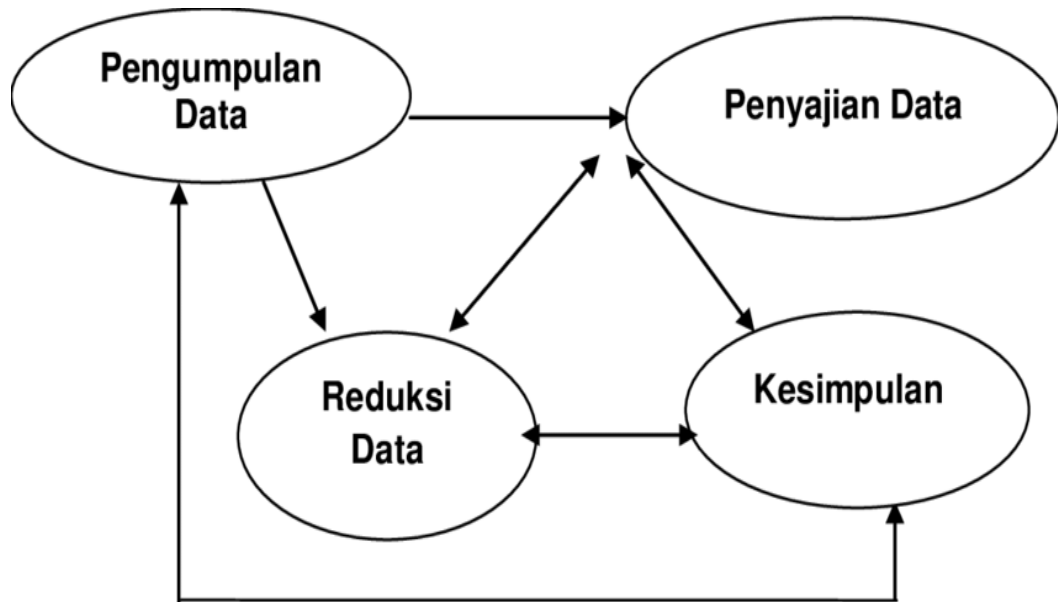 Pengumpulan
Data
Penyajian Data
Reduksi
Data
Kesimpulan